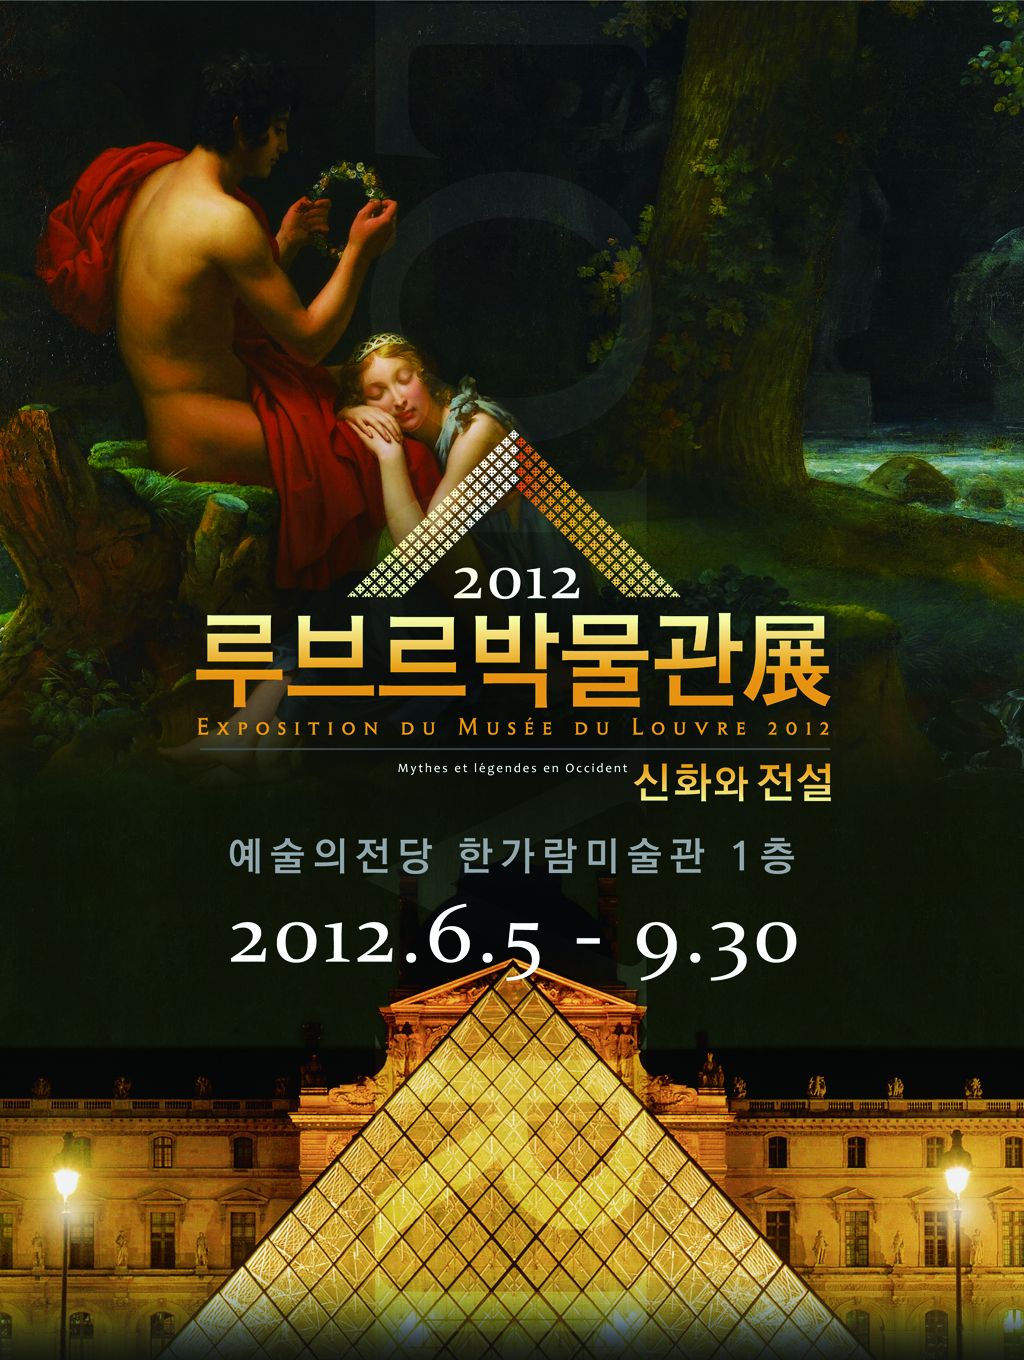 2012
루브르박물관展
EXPOSITION DU MUSÉE DU LOUVRE 2012
Mythes et légendes en Occident 신화와 전설
예술의전당 한가람미술관 1층
2012.6.5 - 9.30